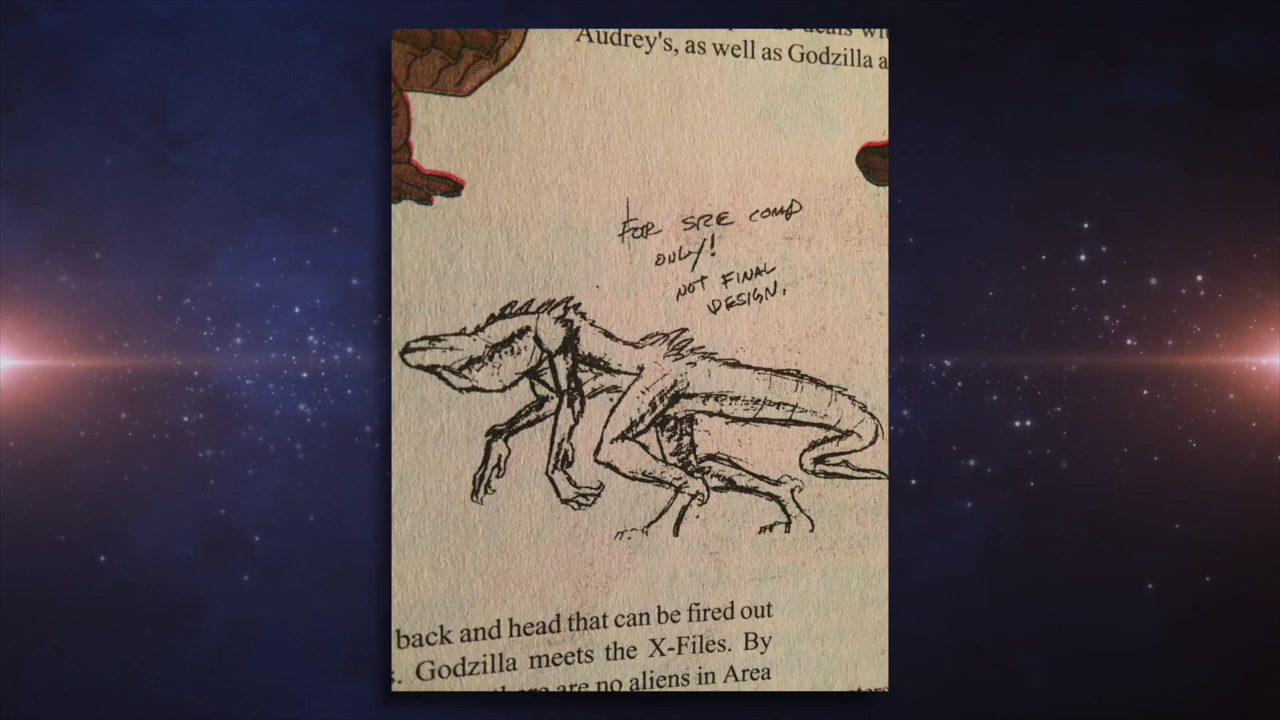 Audrey's, as well as Godzilla a
FOR SIZE COMP
ONLY!
NOT FINAL
DESIGN.
back and head that can be fired out
. Godzilla meets the X-Files. By
are no aliens in Area